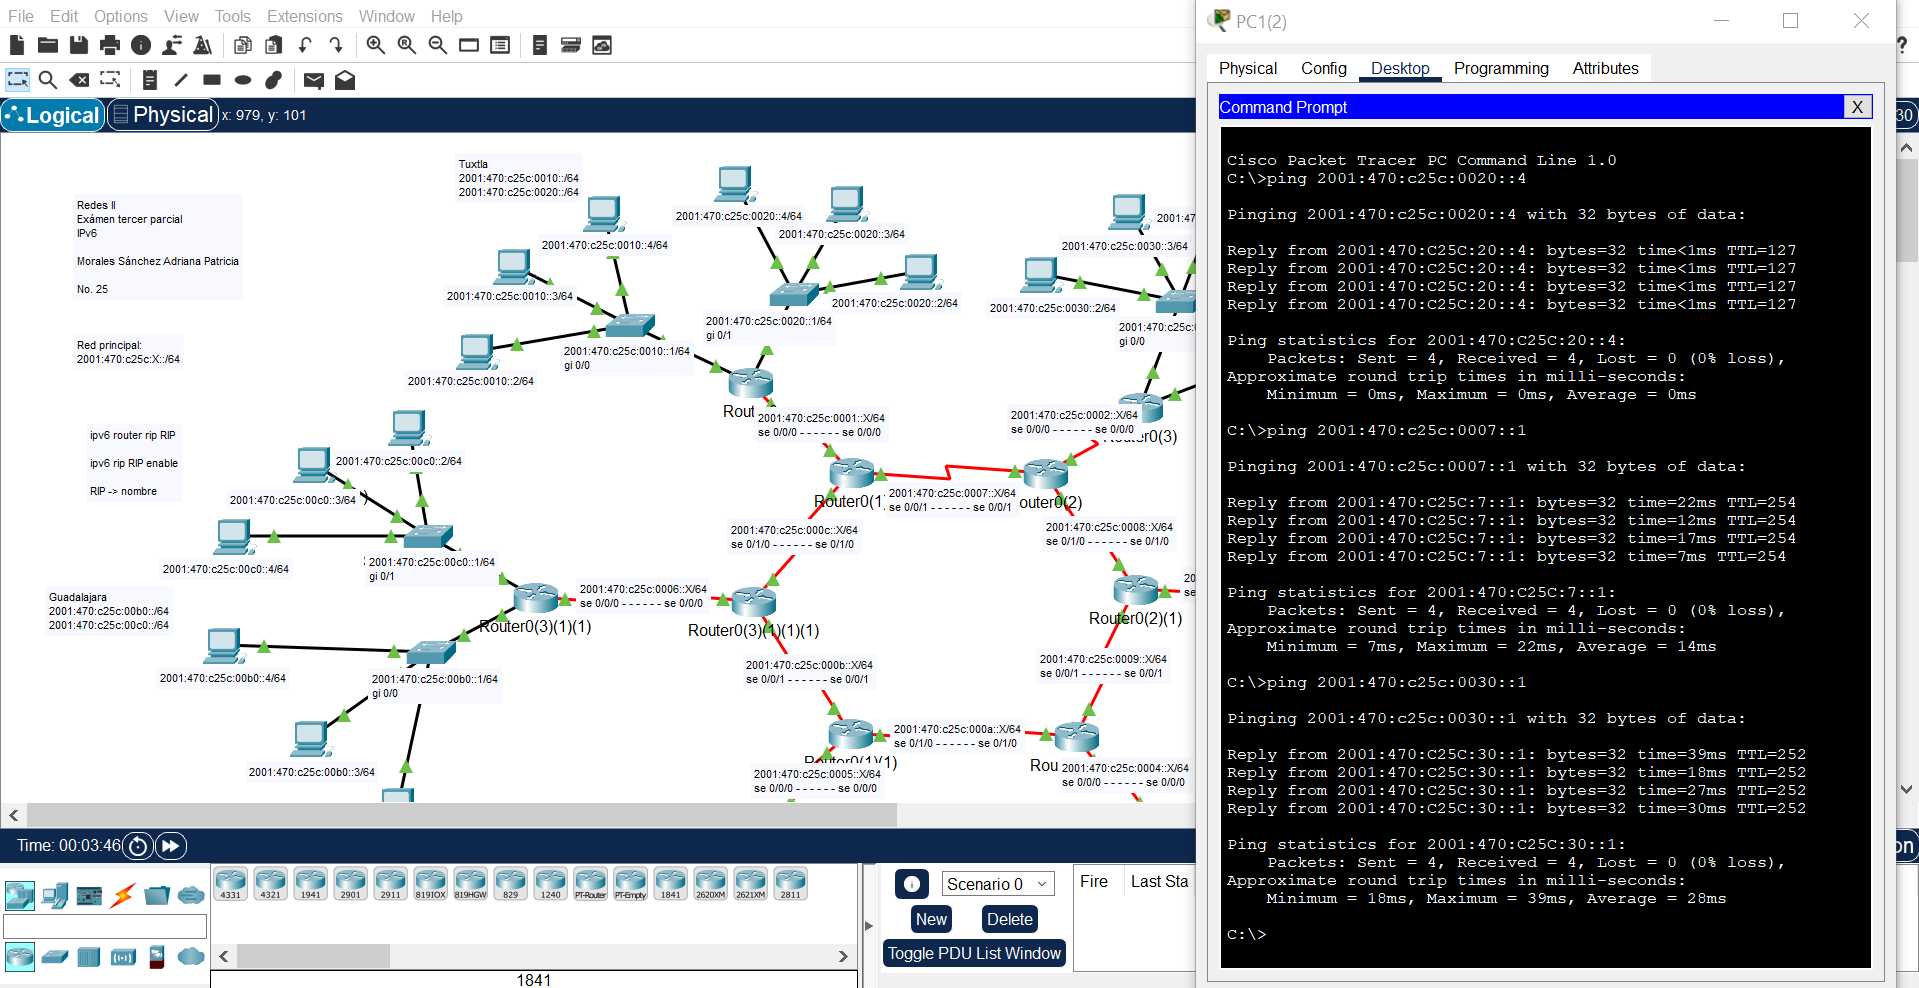 File Edit Options View Tools Extensions Window Help
Logical Physical x: 979, y: 101
Redes II
Exámen tercer parcial
IPv6
Morales Sánchez Adriana Patricia
No. 25
Red principal:
2001:470:c25c:X::/64
ipv6 router rip RIP
ipv6 rip RIP enable
RIP -> nombre
Tuxtla
2001:470:c25c:0010::/64
2001:470:c25c:0020::/64
2001:470:c25c:0010::4/64
2001:470:c25c:0010::3/64
2001:470:c25c:0010::2/64
2001:470:c25c:0010::1/64
gi 0/0
2001:470:c25c:0020::4/64
2001:470:c25c:0020::3/64
2001:470:c25c:0020::2/64
2001:470:c25c:0020::1/64
gi 0/1
2001:47
2001:470:c25c:0030::3/64
2001:470:c25c:0030::2/64
2001:470:c25c:
gi 0/0
Rout
2001:470:c25c:0001::X/64
se 0/0/0 - - - - - - se 0/0/0
2001:470:c25c:0002::X/64
se 0/0/0 - - - - - - se 0/0/0
Router0(3)
Router0(1
2001:470:c25c:0007::X/64
se 0/0/1 - - - - - - se 0/0/1
outer0(2)
2001:470:c25c:000c::X/64
se 0/1/0 - - - - - - se 0/1/0
2001:470:c25c:0008::X/64
se 0/1/0 - - - - - - se 0/1/0
2001:470:c25c:00c0::2/64
2001:470:c25c:00c0::3/64
2001:470:c25c:00c0::4/64
2001:470:c25c:00c0::1/64
gi 0/1
Guadalajara
2001:470:c25c:00b0::/64
2001:470:c25c:00c0::/64
Router0(3)(1)(1)
2001:470:c25c:0006::X/64
se 0/0/0 - - - - - - se 0/0/0
Router0(3)(1)(1)(1)
Router0(2)(1)
20
se
2001:470:c25c:00b0::4/64
2001:470:c25c:00b0::1/64
gi 0/0
2001:470:c25c:00b0::3/64
2001:470:c25c:000b::X/64
se 0/0/1 - - - - - - se 0/0/1
2001:470:c25c:0009::X/64
se 0/0/1 - - - - - - se 0/0/1
2001:470:c25c:000a::X/64
se 0/1/0 - - - - - - se 0/1/0
Router0(1)(1)
2001:470:c25c:0005::X/64
se 0/0/0 - - - - - - se 0/0/0
Rou
2001:470:c25c:0004::X/64
se 0/0/0 - - - - - - se 0/0/0
Time: 00:03:46
4331 4321 1941 2901 2911 819IOX 819HGW 829 1240 PT-Router PT-Empty 1841 2620XM 2621XM 2811
1841
Scenario 0
New Delete
Toggle PDU List Window
Fire Last Sta
PC1(2)
Physical Config Desktop Programming Attributes
Command Prompt X
Cisco Packet Tracer PC Command Line 1.0
C:\>ping 2001:470:c25c:0020::4
Pinging 2001:470:c25c:0020::4 with 32 bytes of data:
Reply from 2001:470:C25C:20::4: bytes=32 time<1ms TTL=127
Reply from 2001:470:C25C:20::4: bytes=32 time<1ms TTL=127
Reply from 2001:470:C25C:20::4: bytes=32 time<1ms TTL=127
Reply from 2001:470:C25C:20::4: bytes=32 time<1ms TTL=127
Ping statistics for 2001:470:C25C:20::4:
Packets: Sent = 4, Received = 4, Lost = 0 (0% loss),
Approximate round trip times in milli-seconds:
Minimum = 0ms, Maximum = 0ms, Average = 0ms
C:\>ping 2001:470:c25c:0007::1
Pinging 2001:470:c25c:0007::1 with 32 bytes of data:
Reply from 2001:470:C25C:7::1: bytes=32 time=22ms TTL=254
Reply from 2001:470:C25C:7::1: bytes=32 time=12ms TTL=254
Reply from 2001:470:C25C:7::1: bytes=32 time=17ms TTL=254
Reply from 2001:470:C25C:7::1: bytes=32 time=7ms TTL=254
Ping statistics for 2001:470:C25C:7::1:
Packets: Sent = 4, Received = 4, Lost = 0 (0% loss),
Approximate round trip times in milli-seconds:
Minimum = 7ms, Maximum = 22ms, Average = 14ms
C:\>ping 2001:470:c25c:0030::1
Pinging 2001:470:c25c:0030::1 with 32 bytes of data:
Reply from 2001:470:C25C:30::1: bytes=32 time=39ms TTL=252
Reply from 2001:470:C25C:30::1: bytes=32 time=18ms TTL=252
Reply from 2001:470:C25C:30::1: bytes=32 time=27ms TTL=252
Reply from 2001:470:C25C:30::1: bytes=32 time=30ms TTL=252
Ping statistics for 2001:470:C25C:30::1:
Packets: Sent = 4, Received = 4, Lost = 0 (0% loss),
Approximate round trip times in milli-seconds:
Minimum = 18ms, Maximum = 39ms, Average = 28ms
C:\>
?
30
on